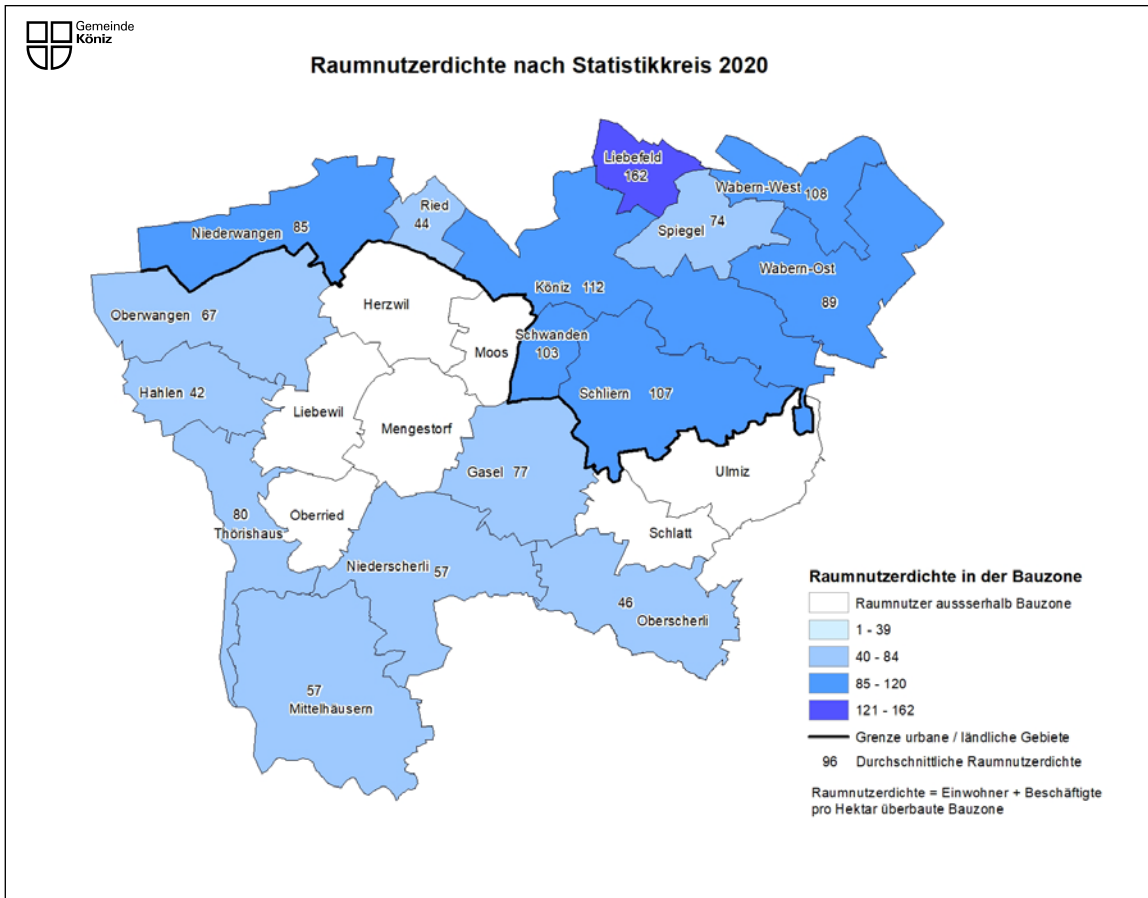 Gemeinde
Köniz
Raumnutzerdichte nach Statistikkreis 2020
Liebefeld
162
Wabern-West 108
Ried
44
Spiegel 74
Niederwangen 85
Wabern-Ost
89
Köniz 112
Herzwil
Oberwangen 67
Schwanden
103
Moos
Hahlen 42
Schliern 107
Liebewil
Mengestorf
Gasel 77
Ulmiz
80
Thörishaus
Oberried
Schlatt
Niederscherli 57
46
Oberscherli
57
Mittelhäusern
Raumnutzerdichte in der Bauzone
Raumnutzer aussserhalb Bauzone
1 - 39
40 - 84
85 - 120
121 - 162
Grenze urbane / ländliche Gebiete
96 Durchschnittliche Raumnutzerdichte
Raumnutzerdichte = Einwohner + Beschäftigte
pro Hektar überbaute Bauzone